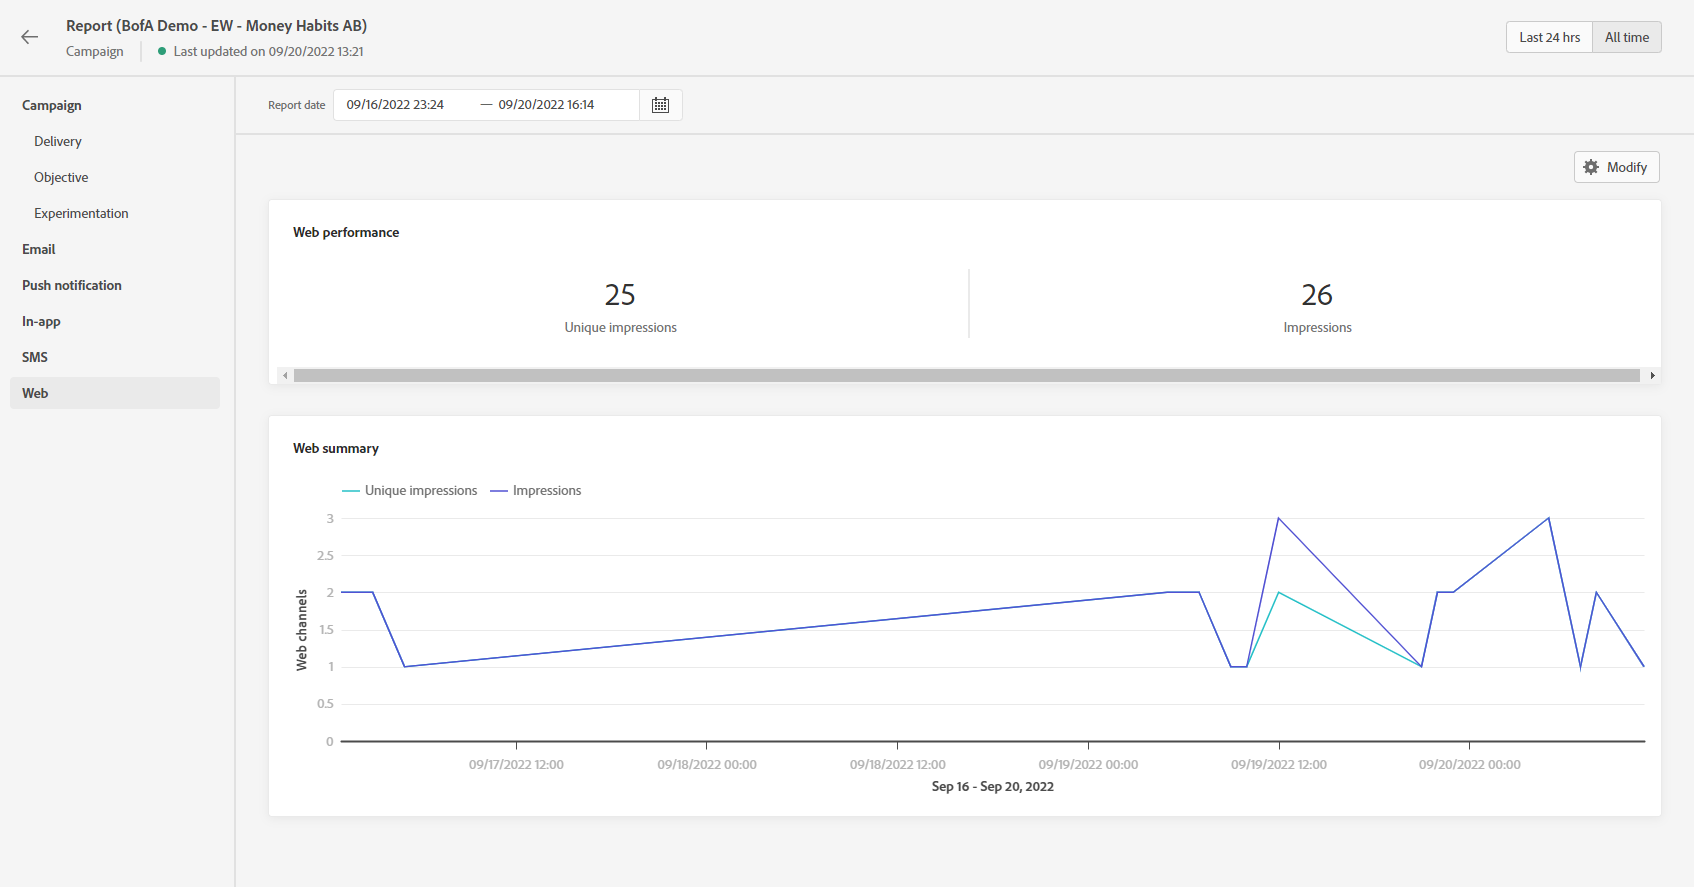 Report (BofA Demo - EW - Money Habits AB)
Campaign
Last updated on 09/20/2022 13:21
Last 24 hrs
All time
Campaign
Delivery
Objective
Experimentation
Email
Push notification
In-app
SMS
Web
Report date
09/16/2022 23:24 — 09/20/2022 16:14
Modify
Web performance
25
Unique impressions
26
Impressions
Web summary
Unique impressions
Impressions
Web channels
3
2.5
2
1.5
1
0.5
0
09/17/2022 12:00
09/18/2022 00:00
09/18/2022 12:00
09/19/2022 00:00
09/19/2022 12:00
09/20/2022 00:00
Sep 16 - Sep 20, 2022